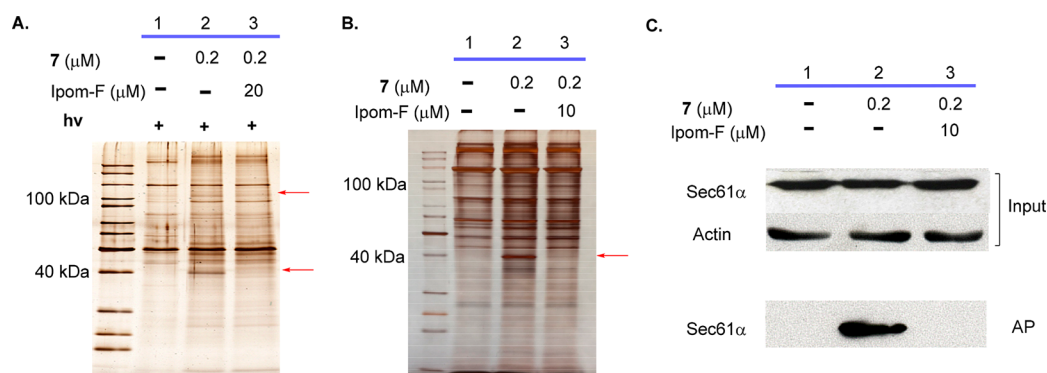 A.
1 2 3
7 (μM) – 0.2 0.2
Ipom-F (μM) – – 20
hv + + +
100 kDa
40 kDa
B.
1 2 3
7 (μM) – 0.2 0.2
Ipom-F (μM) – – 10
100 kDa
40 kDa
C.
1 2 3
7 (μM) – 0.2 0.2
Ipom-F (μM) – – 10
Sec61α
Actin
Input
Sec61α
AP